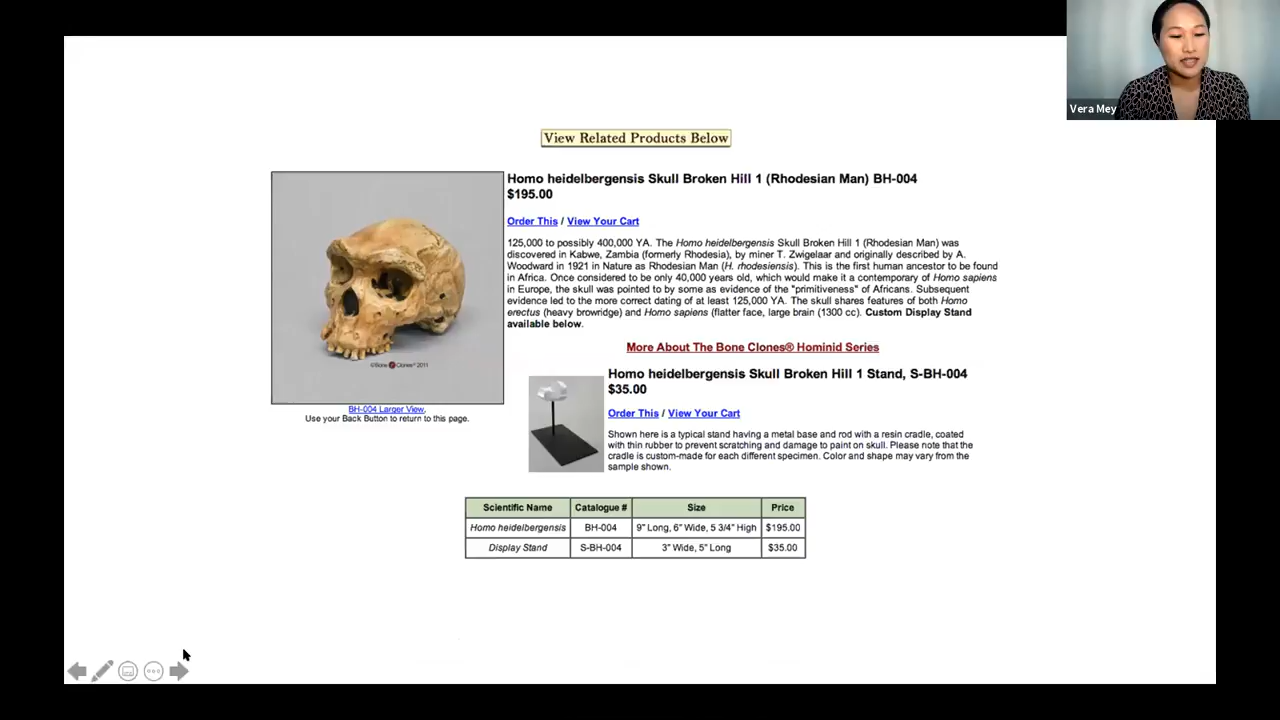 Vera Mey
View Related Products Below
Homo heidelbergensis Skull Broken Hill 1 (Rhodesian Man) BH-004
$195.00
Order This / View Your Cart
125,000 to possibly 400,000 YA. The Homo heidelbergensis Skull Broken Hill 1 (Rhodesian Man) was
discovered in Kabwe, Zambia (formerly Rhodesia), by miner T. Zwigelaar and originally described by A.
Woodward in 1921 in Nature as Rhodesian Man (H. rhodesiensis). This is the first human ancestor to be found
in Africa. Once considered to be only 40,000 years old, which would make it a contemporary of Homo sapiens
in Europe, the skull was pointed to by some as evidence of the "primitiveness" of Africans. Subsequent
evidence led to the more correct dating of at least 125,000 YA. The skull shares features of both Homo
erectus (heavy browridge) and Homo sapiens (flatter face, large brain (1300 cc). Custom Display Stand
available below.
©Bone Clones® 2011
BH-004 Larger View.
Use your Back Button to return to this page.
More About The Bone Clones® Hominid Series
Homo heidelbergensis Skull Broken Hill 1 Stand, S-BH-004
$35.00
Order This / View Your Cart
Shown here is a typical stand having a metal base and rod with a resin cradle, coated
with thin rubber to prevent scratching and damage to paint on skull. Please note that the
cradle is custom-made for each different specimen. Color and shape may vary from the
sample shown.
Scientific Name Catalogue # Size Price
Homo heidelbergensis BH-004 9" Long, 6" Wide, 5 3/4" High $195.00
Display Stand S-BH-004 3" Wide, 5" Long $35.00